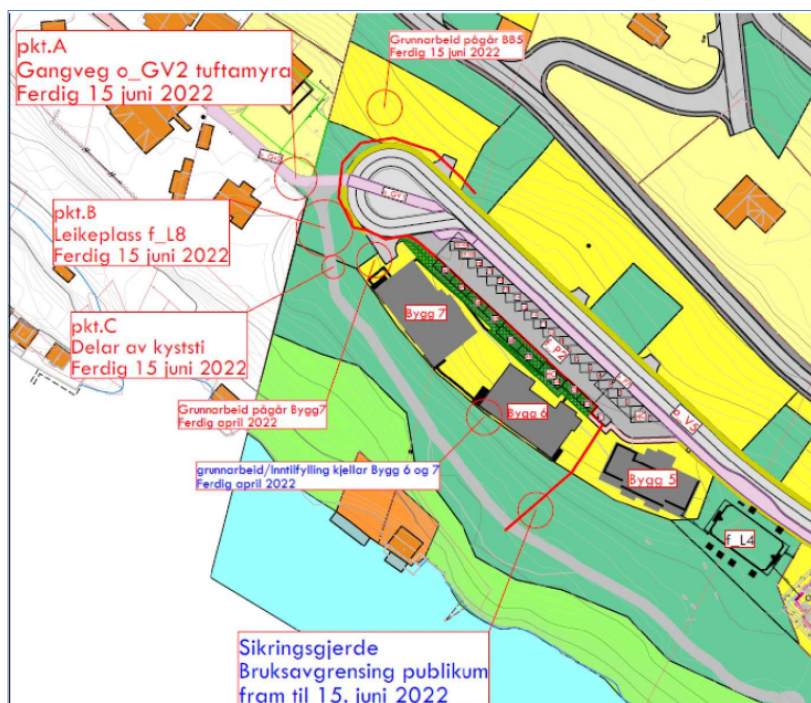 pkt.A
Gangveg o_GV2 tuftamyra
Ferdig 15 juni 2022
Grunnarbeid pågår BB5
Ferdig 15 juni 2022
pkt.B
Leikeplass f_L8
Ferdig 15 juni 2022
pkt.C
Delar av kyststi
Ferdig 15 juni 2022
Grunnarbeid pågår Bygg7
Ferdig april 2022
grunnarbeid/Inntilfylling kjellar Bygg 6 og 7
Ferdig april 2022
Bygg 7
Bygg 6
Bygg 5
f_P2
o_V5
f_L4
o_GV1
Sikringsgjerde
Bruksavgrensing publikum
fram til 15. juni 2022